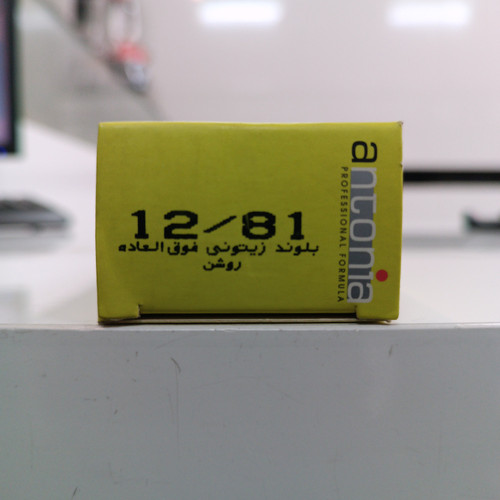 12/81
بلوند زیتونی فوق العاده
روشن
antonia
PROFESSIONAL FORMULA